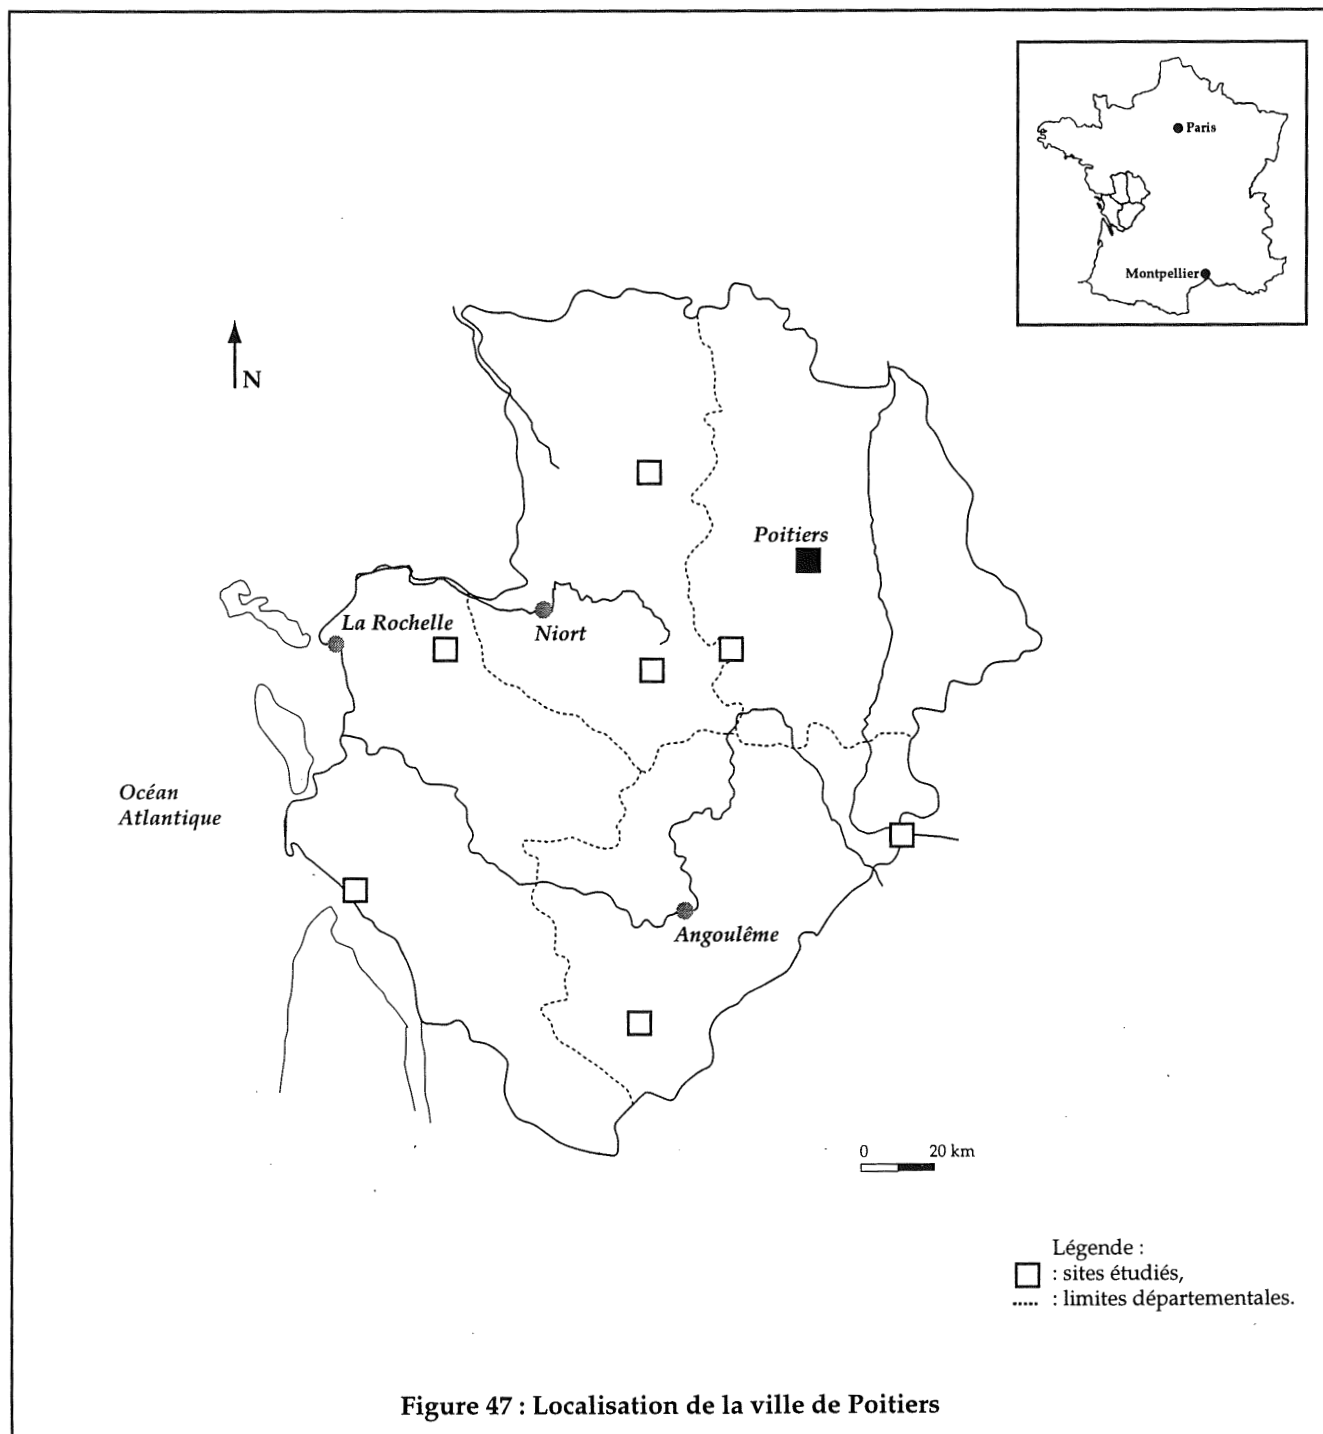 Paris
Montpellier
N
Poitiers
La Rochelle
Niort
Océan
Atlantique
Angoulême
0 20 km
Légende :
: sites étudiés,
: limites départementales.
Figure 47 : Localisation de la ville de Poitiers